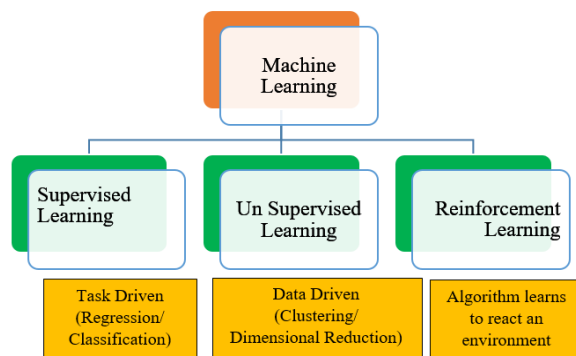 Machine
Learning
Supervised
Learning
Un Supervised
Learning
Reinforcement
Learning
Task Driven
(Regression/
Classification)
Data Driven
(Clustering/
Dimensional Reduction)
Algorithm learns
to react an
environment